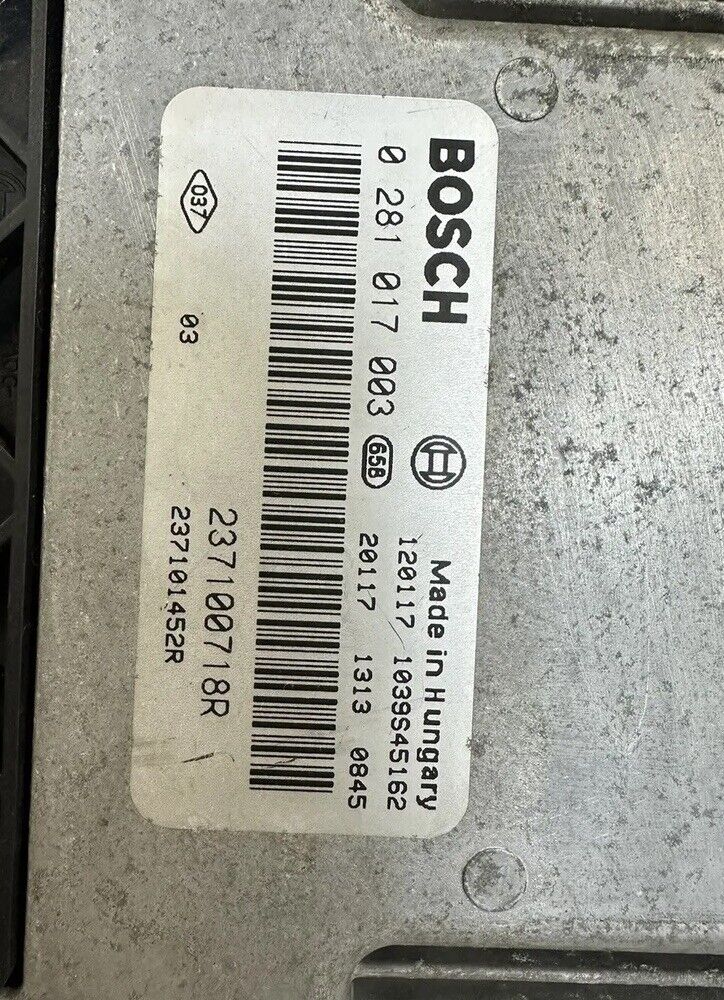 BOSCH
Made in Hungary
120117 1039S45162
0 281 017 003 658 20117 1313 0845
237100718R
037 03 237101452R